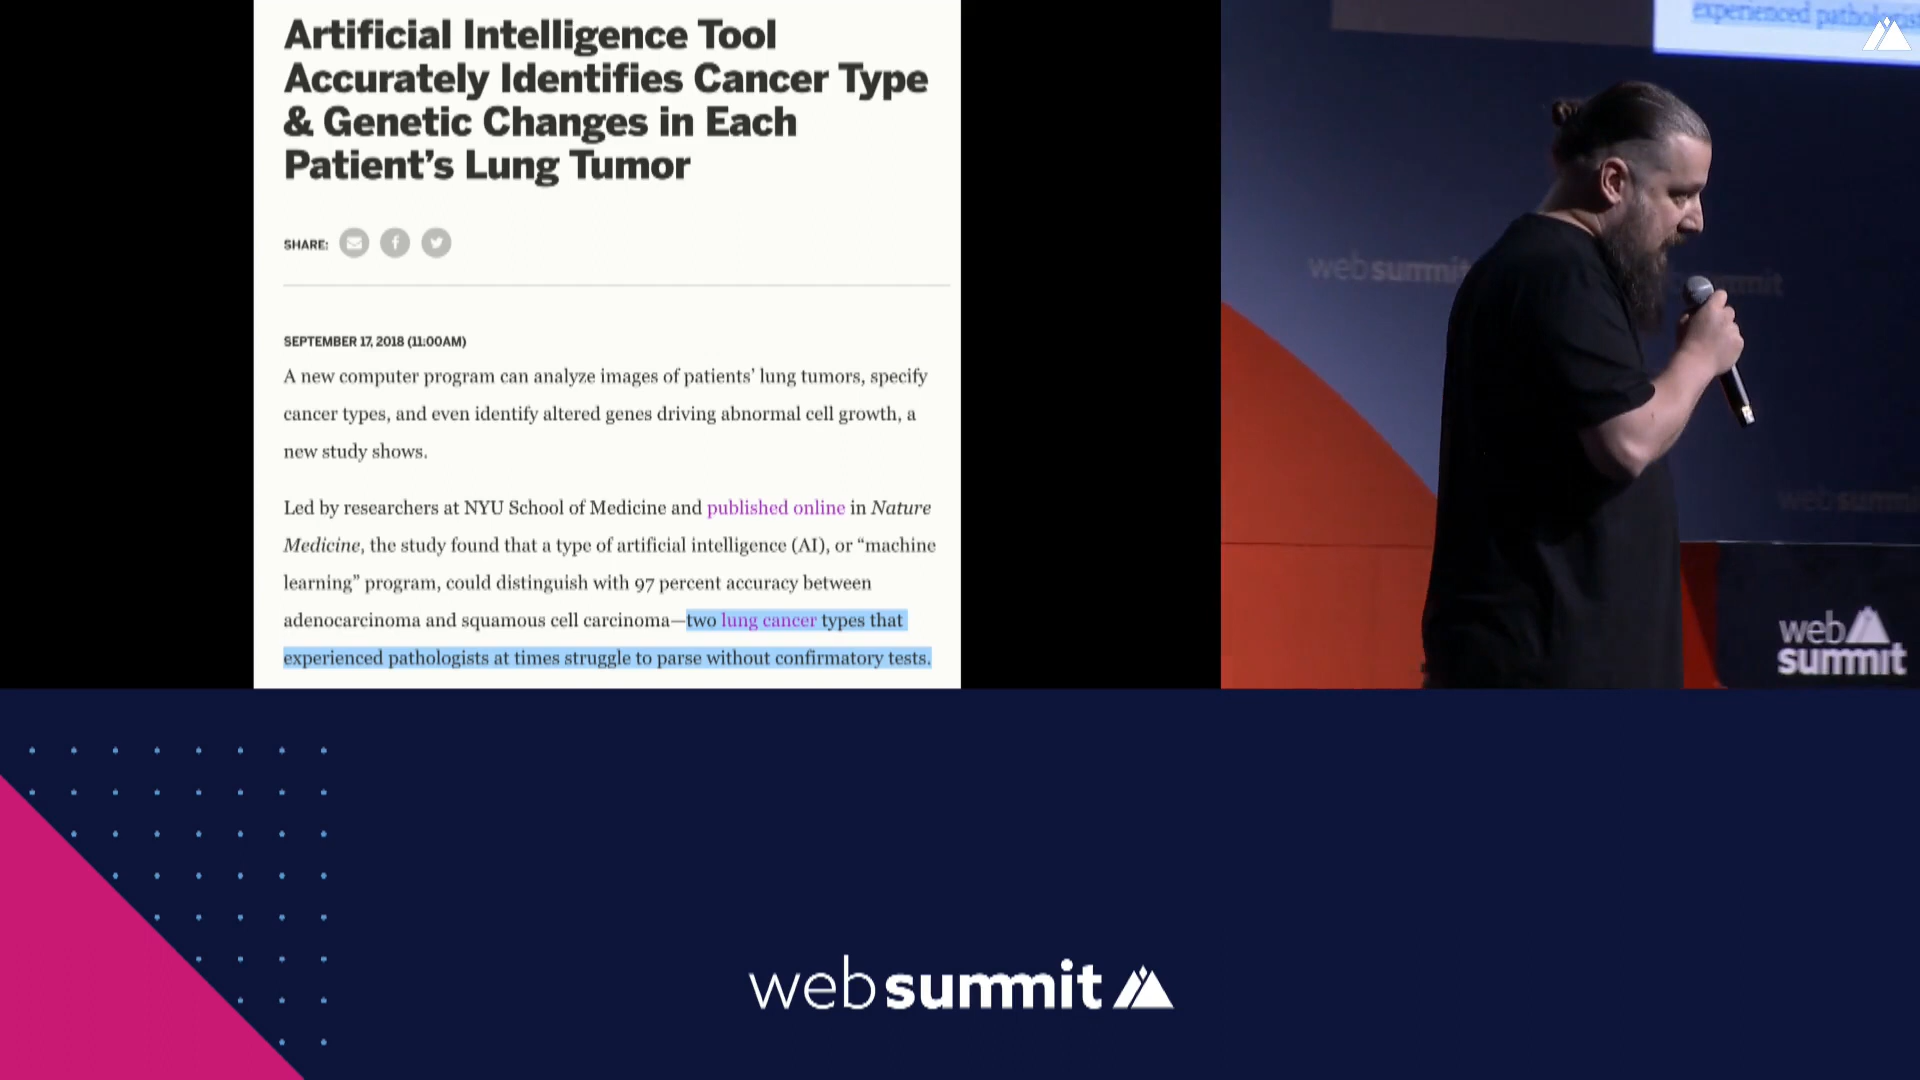 Artificial Intelligence Tool
Accurately Identifies Cancer Type
& Genetic Changes in Each
Patient’s Lung Tumor
SHARE:
SEPTEMBER 17, 2018 (11:00AM)
A new computer program can analyze images of patients’ lung tumors, specify
cancer types, and even identify altered genes driving abnormal cell growth, a
new study shows.
Led by researchers at NYU School of Medicine and published online in Nature
Medicine, the study found that a type of artificial intelligence (AI), or “machine
learning” program, could distinguish with 97 percent accuracy between
adenocarcinoma and squamous cell carcinoma—two lung cancer types that
experienced pathologists at times struggle to parse without confirmatory tests.
experienced
web summit
web summit
web
summit
web summit